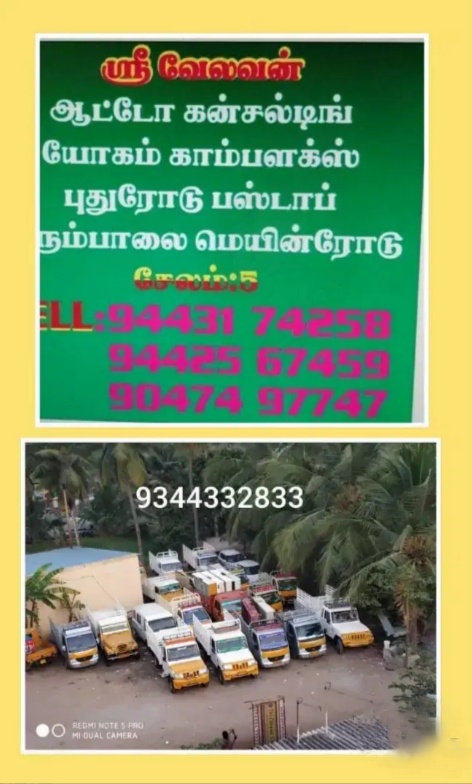 ஸ்ரீ வேலவன்
ஆட்டோ கன்சல்டிங்
யோகம் காம்பளக்ஸ்
புதுரோடு பஸ்டாப்
நும்பாலை மெயின்ரோடு
சேலம்:5
ELL:94431 74258
94425 67459
90474 97747
9344332833
REDMI NOTE 5 PRO
MI DUAL CAMERA